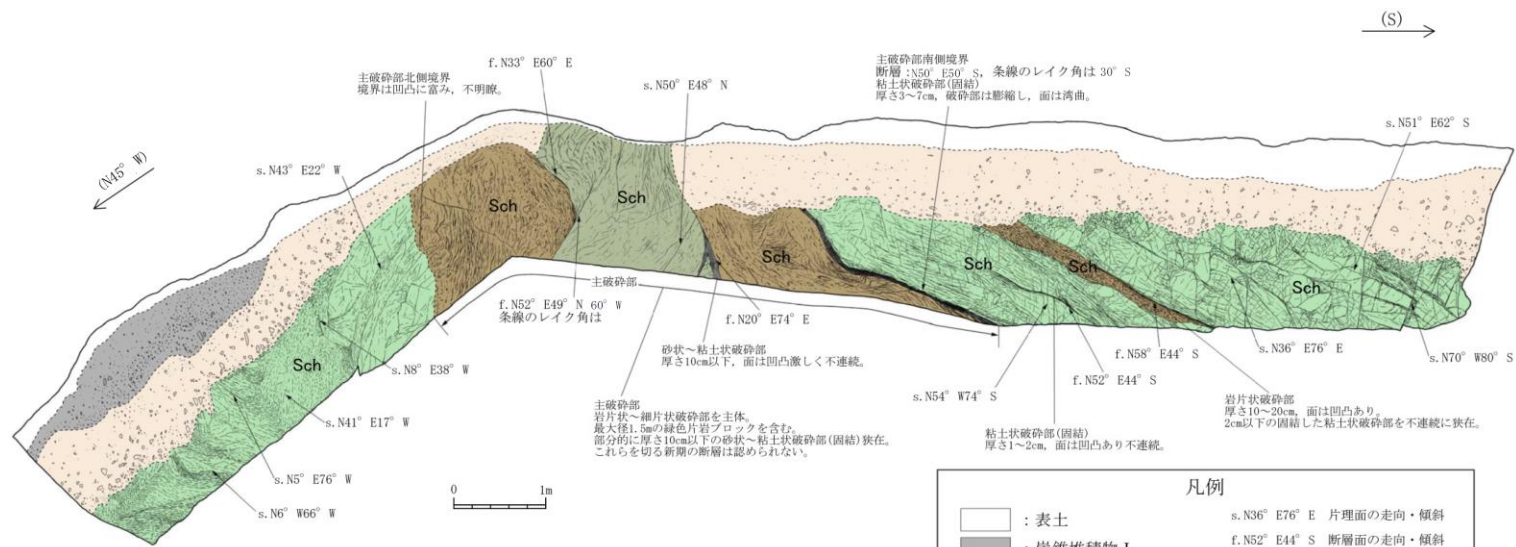 (S)
f.N33° E60° E
主破砕部北側境界
境界は凹凸に富み，不明瞭。
s.N50° E48° N
主破砕部南側境界
断層:N50° E50° S，条線のレイク角は 30° S
粘土状破砕部(固結)
厚さ3～7cm，破砕部は膨縮し，面は湾曲。
s.N51° E62° S
(N45° W)
s.N43° E22° W
Sch
Sch
Sch
Sch
Sch
Sch
Sch
主破砕部
f.N52° E49° N 60° W
条線のレイク角は
f.N20° E74° E
砂状～粘土状破砕部
厚さ10cm以下，面は凹凸激しく不連続。
s.N8° E38° W
s.N41° E17° W
s.N5° E76° W
s.N6° W66° W
主破砕部
岩片状～細片状破砕部を主体。
最大径1.5mの緑色片岩ブロックを含む。
部分的に厚さ10cm以下の砂状～粘土状破砕部(固結)挟在。
これらを切る新期の断層は認められない。
s.N54° W74° S
f.N52° E44° S
粘土状破砕部(固結)
厚さ1～2cm，面は凹凸あり不連続。
f.N58° E44° S
s.N36° E76° E
s.N70° W80° S
岩片状破砕部
厚さ10～20cm，面は凹凸あり。
2cm以下の固結した粘土状破砕部を不連続に狭在。
0 1m
凡例
：表土
s.N36° E76° E 片理面の走向・傾斜
f.N52° E44° S 断層面の走向・傾斜